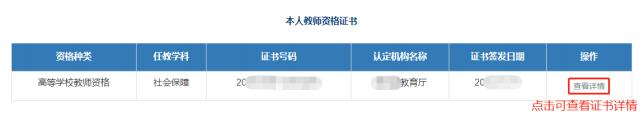 本人教师资格证书
资格种类 任教学科 证书号码 认定机构名称 证书签发日期 操作
高等学校教师资格 社会保障 20 教育厅 20 查看详情
点击可查看证书详情